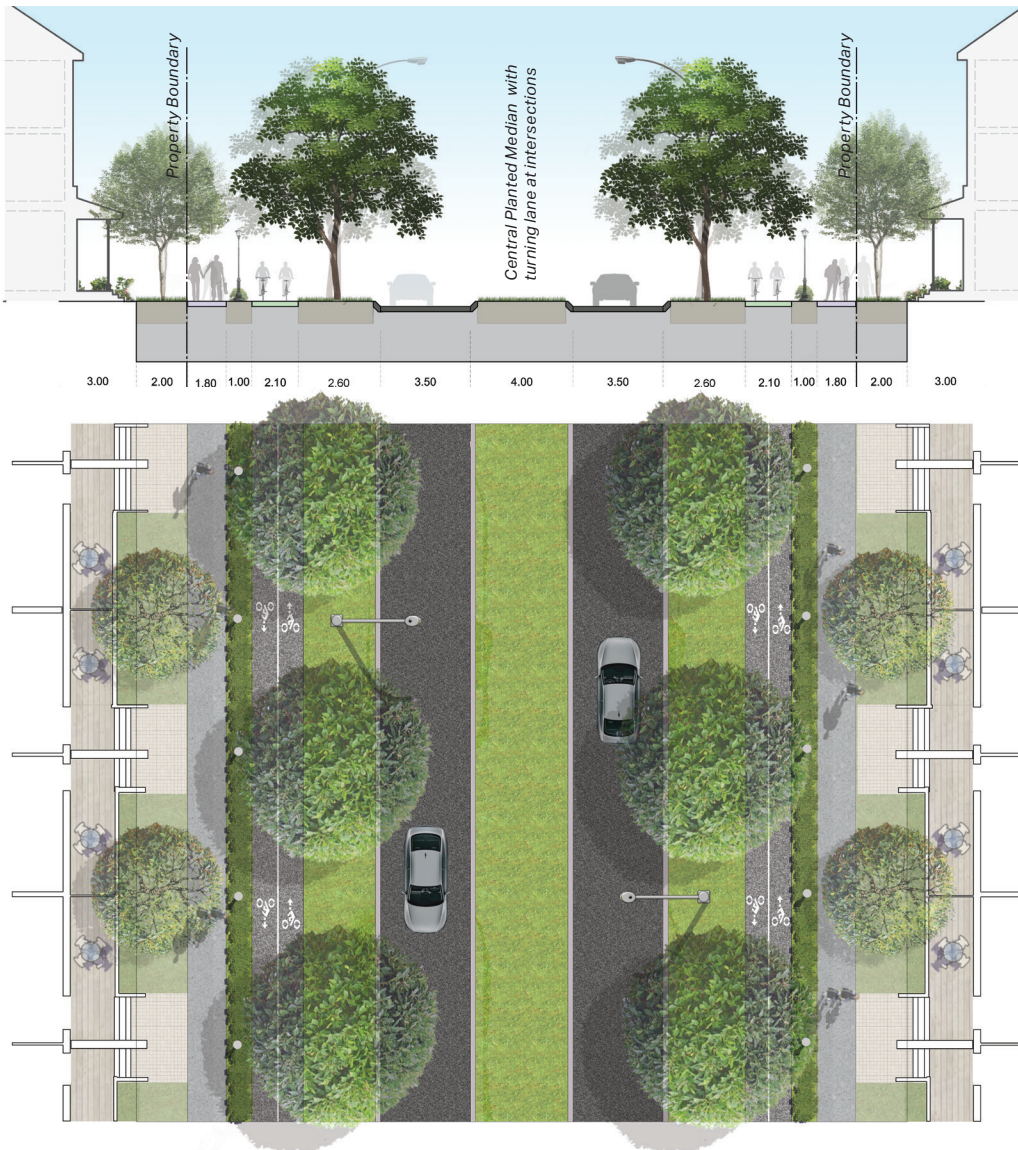 Property Boundary
Central Planted Median with
turning lane at intersections
Property Boundary
3.00 2.00 1.80 1.00 2.10 2.60 3.50 4.00 3.50 2.60 2.10 1.00 1.80 2.00 3.00